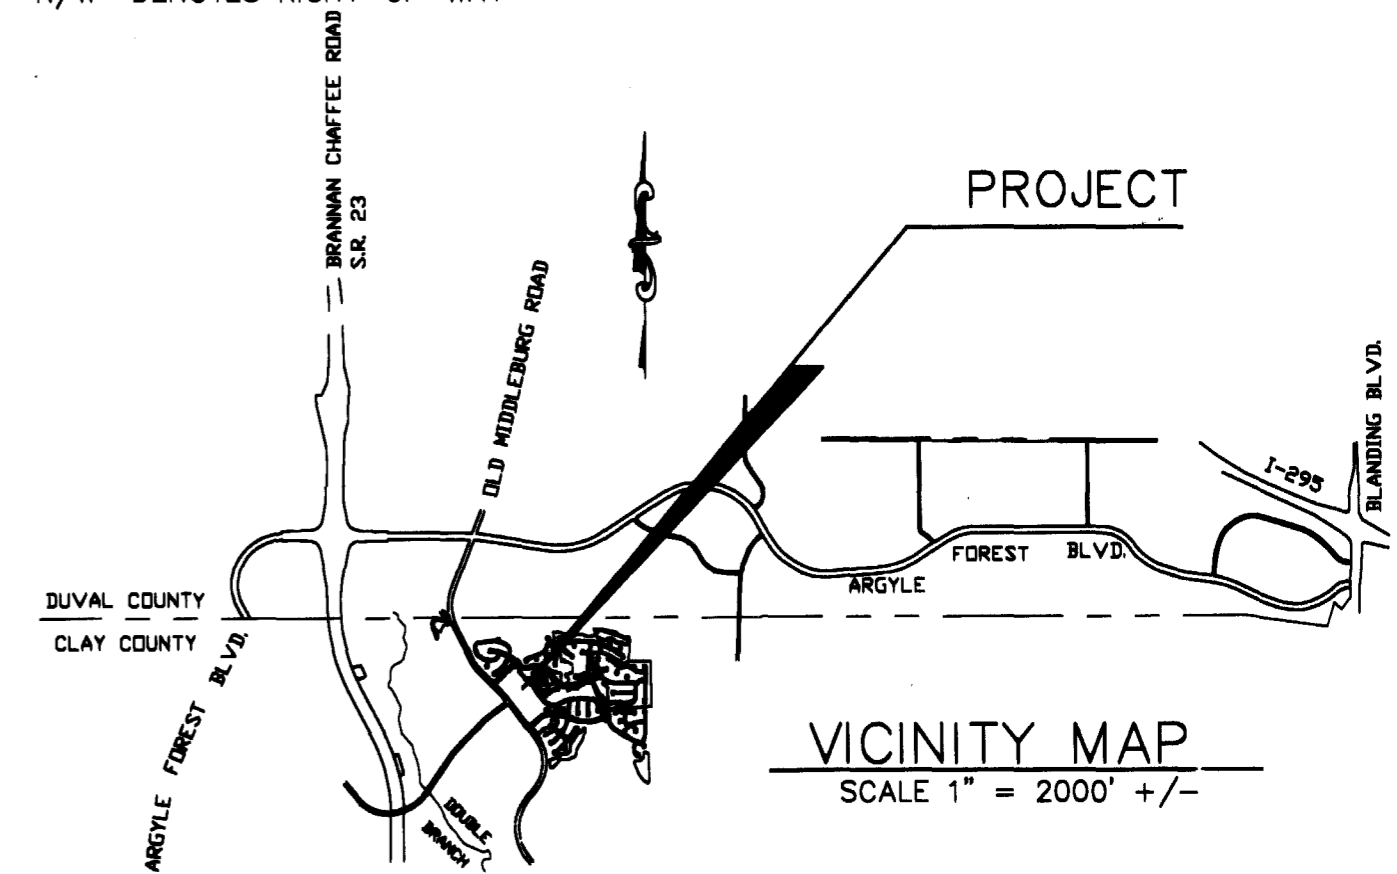 R/W DENOTES RIGHT OF WAY
BRANNAN CHAFFEE ROAD
S.R. 23
PROJECT
OLD MIDDLEBURG ROAD
BLANDING BLVD.
I-295
FOREST BLVD.
ARGYLE
DUVAL COUNTY
CLAY COUNTY
ARGYLE FOREST BLVD.
VICINITY MAP
SCALE 1" = 2000' +/-
DOUBLE
BRANCH